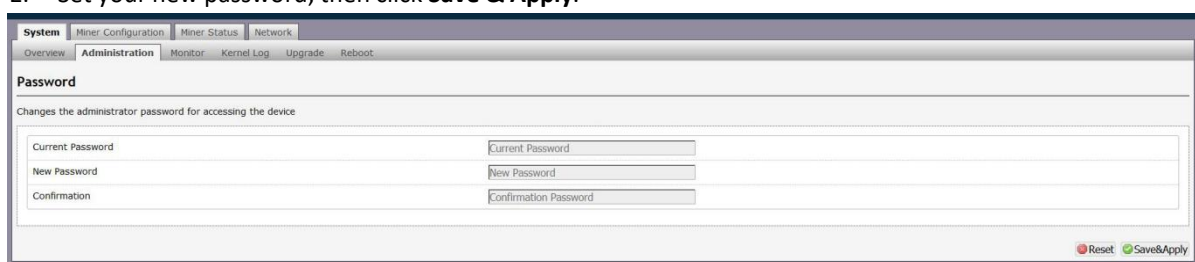 2. Set your new password, then click Save & Apply.
System Miner Configuration Miner Status Network
Overview Administration Monitor Kernel Log Upgrade Reboot
Password
Changes the administrator password for accessing the device
Current Password Current Password
New Password New Password
Confirmation Confirmation Password
Reset Save&Apply